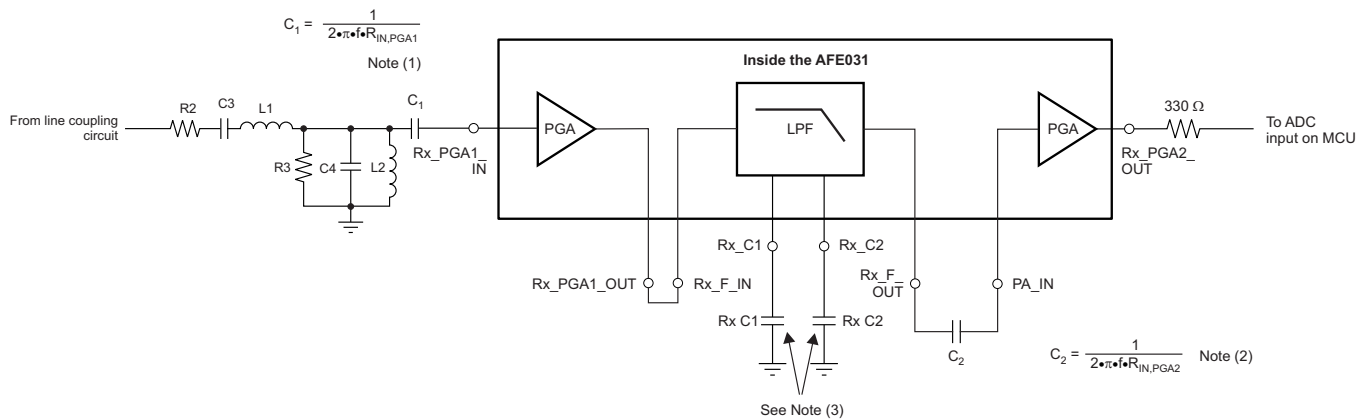 C1 = 1
2•π•f•RIN,PGA1
Note (1)
Inside the AFE031
From line coupling
circuit
R2
C3
L1
R3
C4
L2
C1
Rx_PGA1_
IN
PGA
LPF
PGA
330 Ω
Rx_PGA2_
OUT
To ADC
input on MCU
Rx_PGA1_OUT
Rx_F_IN
Rx_C1
Rx_C2
Rx_F_
OUT
PA_IN
Rx C1
Rx C2
C2
C2 = 1
2•π•f•RIN,PGA2
Note (2)
See Note (3)